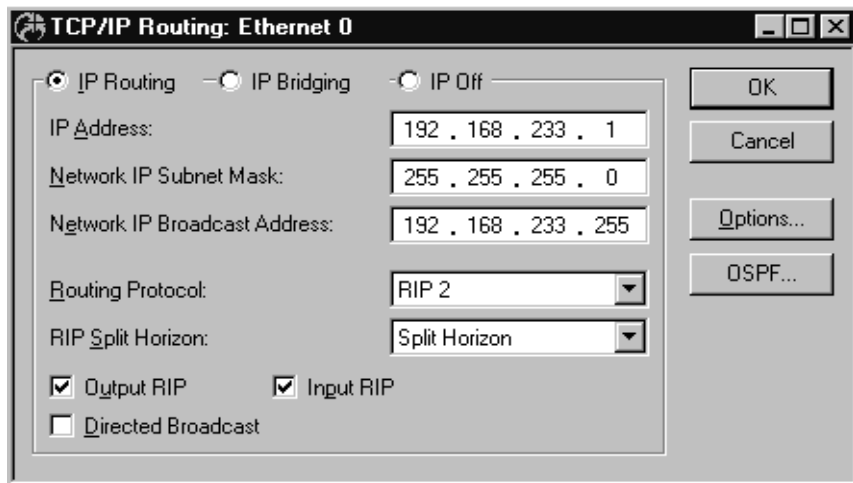 TCP/IP Routing: Ethernet 0
IP Routing IP Bridging IP Off
OK
IP Address: 192 . 168 . 233 . 1
Cancel
Network IP Subnet Mask: 255 . 255 . 255 . 0
Network IP Broadcast Address: 192 . 168 . 233 . 255
Options...
OSPF...
Routing Protocol: RIP 2
RIP Split Horizon: Split Horizon
Output RIP Input RIP
Directed Broadcast